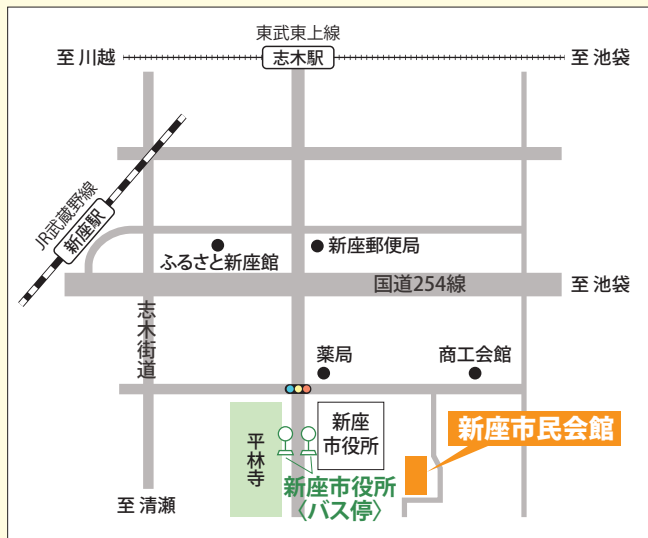 東武東上線
至 川越
志木駅
至 池袋
JR武蔵野線
新座駅
ふるさと新座館
新座郵便局
国道254線
至 池袋
志木街道
薬局
商工会館
平林寺
新座
市役所
新座市民会館
新座市役所
〈バス停〉
至 清瀬